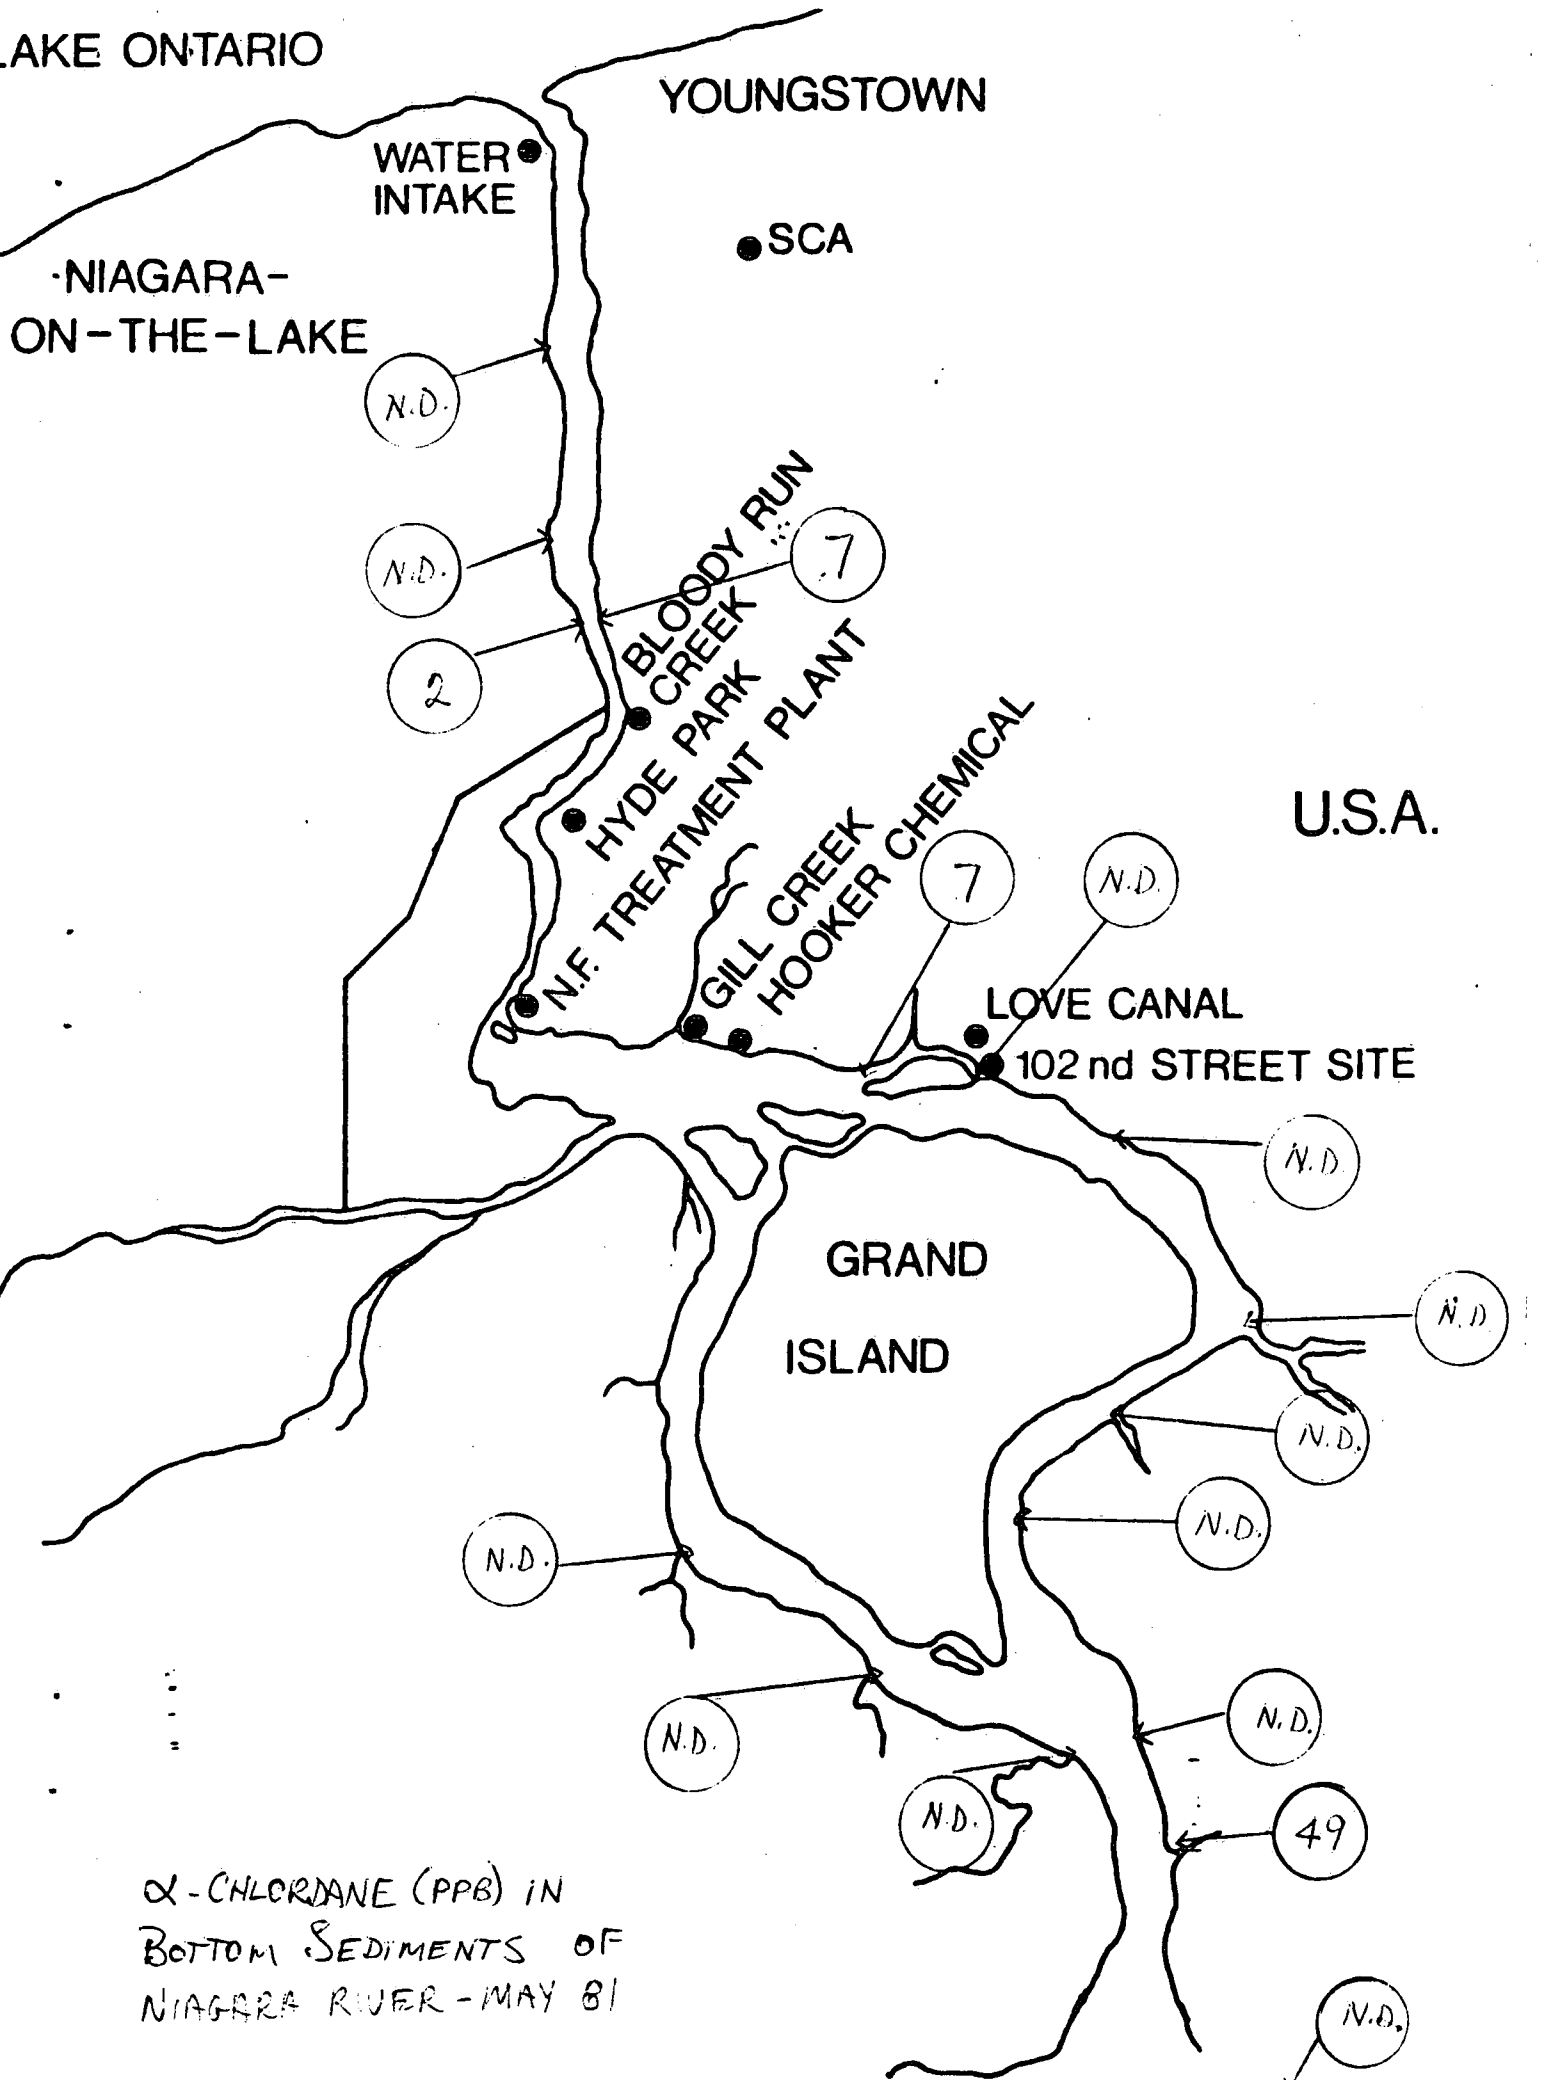 LAKE ONTARIO
YOUNGSTOWN
WATER
INTAKE
SCA
NIAGARA-
ON-THE-LAKE
N.D.
BLOODY RUN
CREEK
.7
N.D.
2
HYDE PARK
N.F. TREATMENT PLANT
GILL CREEK
HOOKER CHEMICAL
U.S.A.
7
N.D.
LOVE CANAL
102nd STREET SITE
N.D.
GRAND
ISLAND
N.D.
N.D.
N.D.
N.D.
N.D.
N.D.
N.D.
49
α-CHLORDANE (PPB) IN
BOTTOM SEDIMENTS OF
NIAGARA RIVER-MAY 81
N.D.